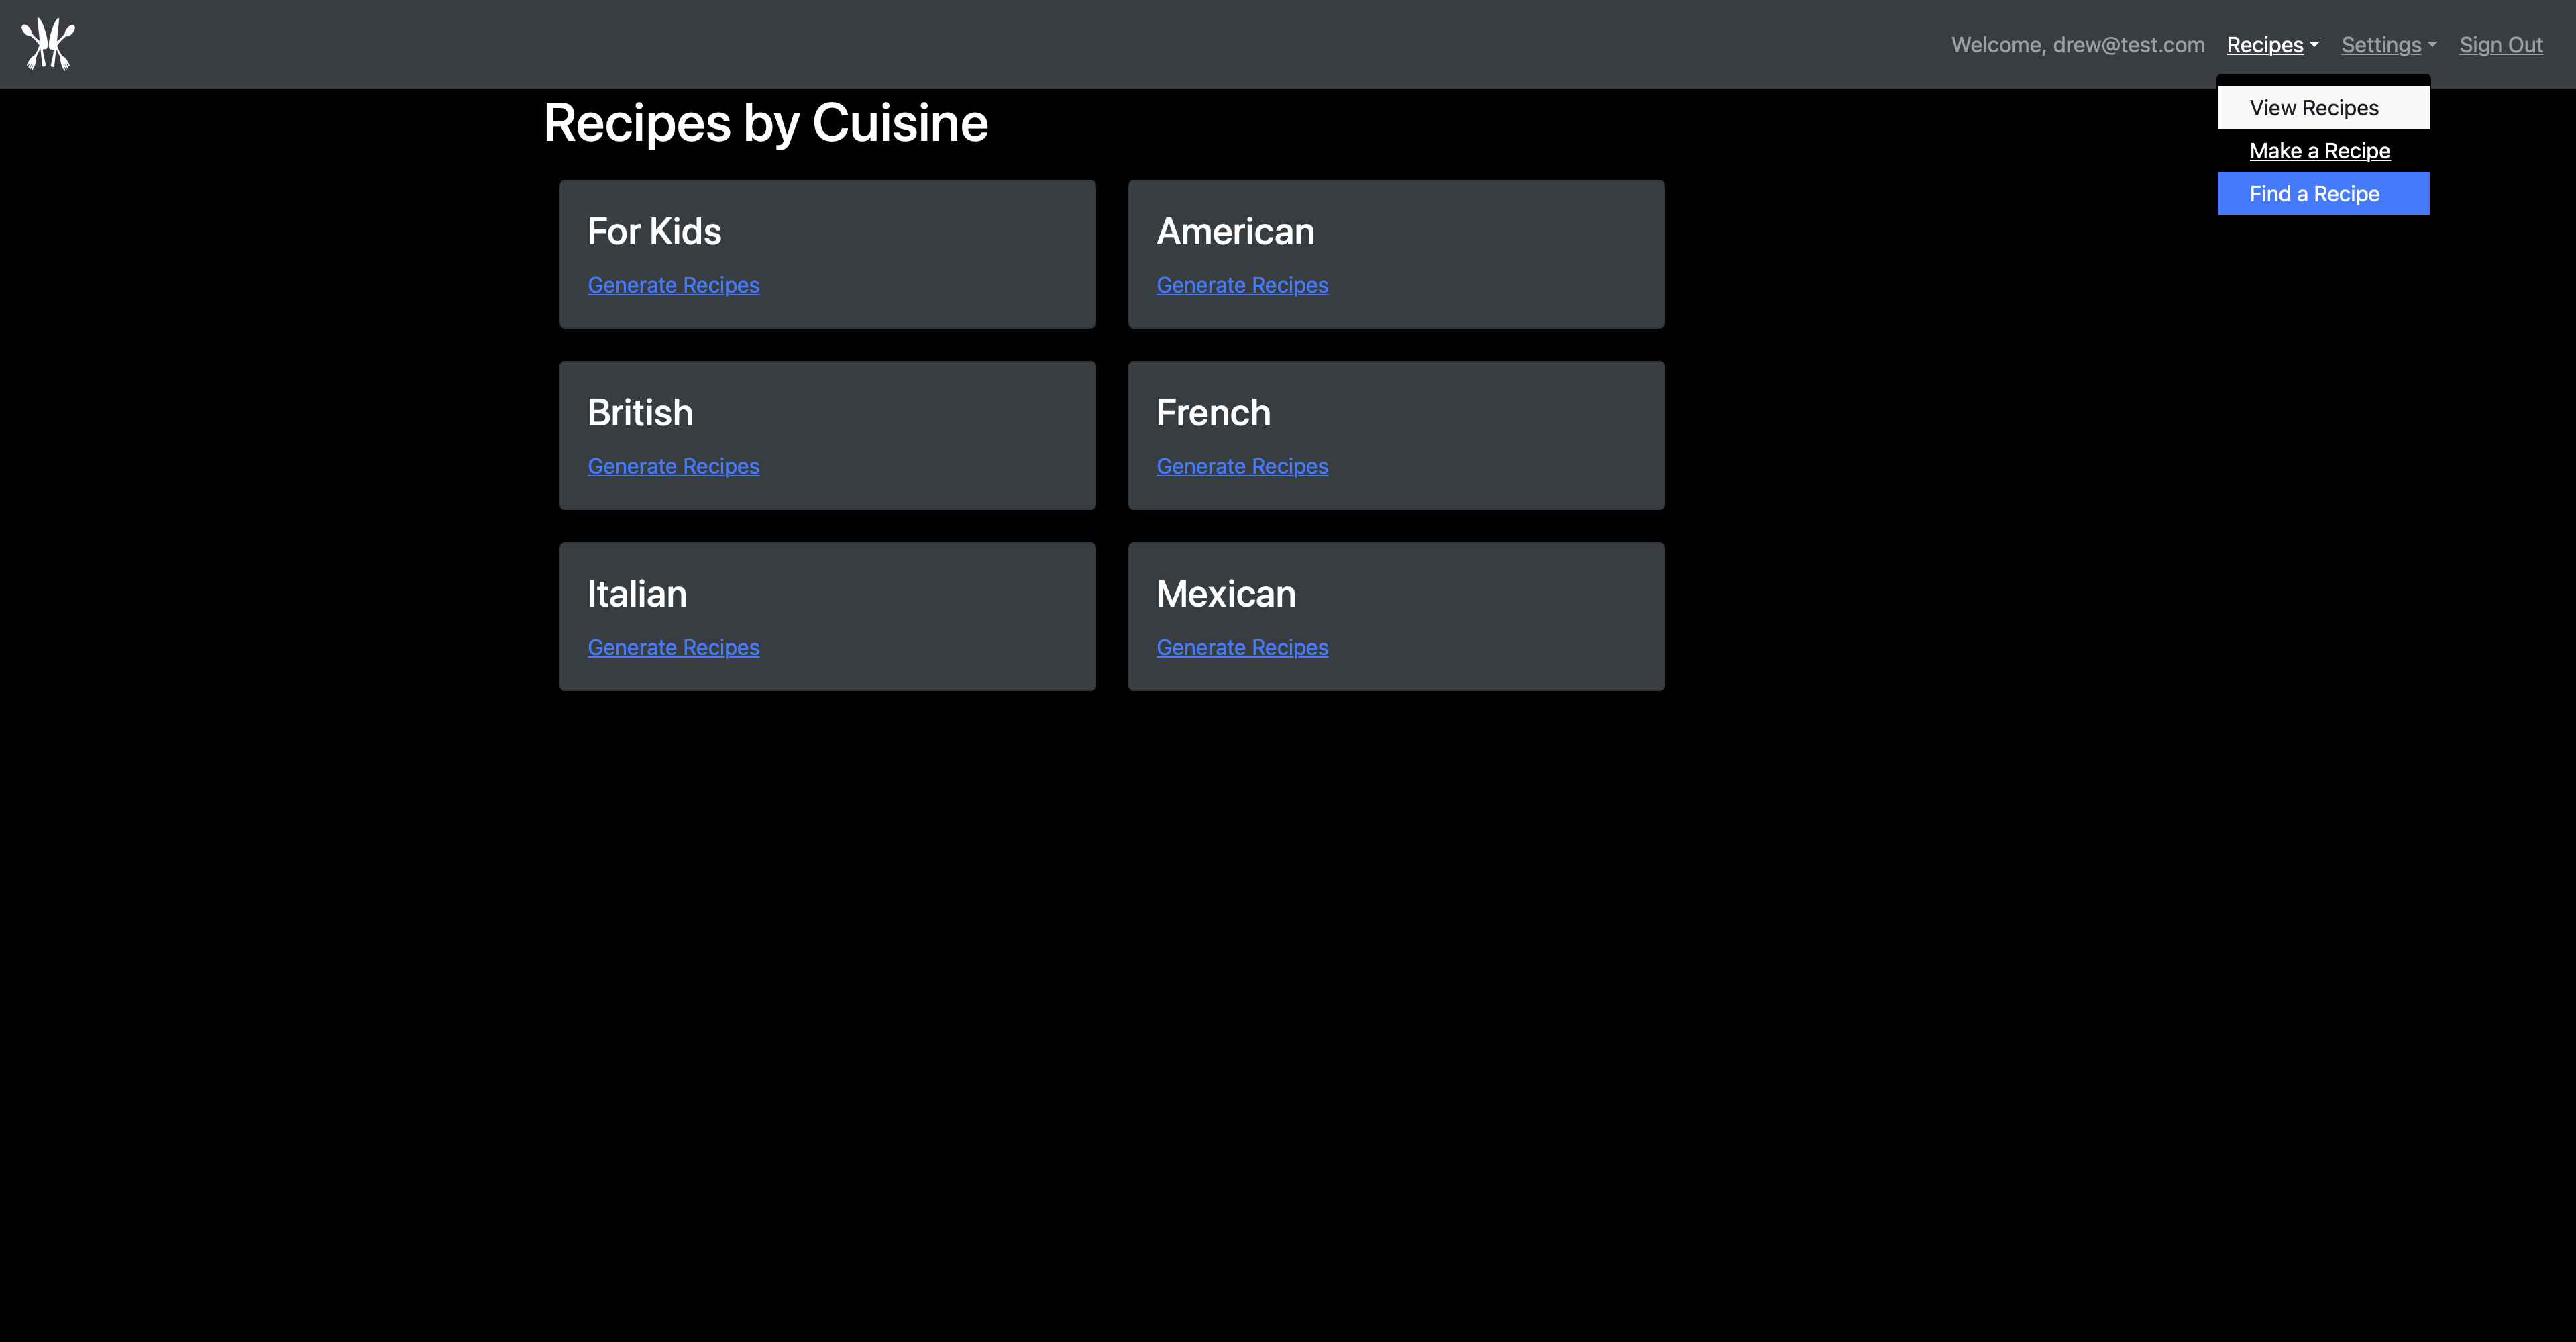 Welcome, drew@test.com Recipes Settings Sign Out
View Recipes
Make a Recipe
Find a Recipe
Recipes by Cuisine
For Kids
Generate Recipes
American
Generate Recipes
British
Generate Recipes
French
Generate Recipes
Italian
Generate Recipes
Mexican
Generate Recipes